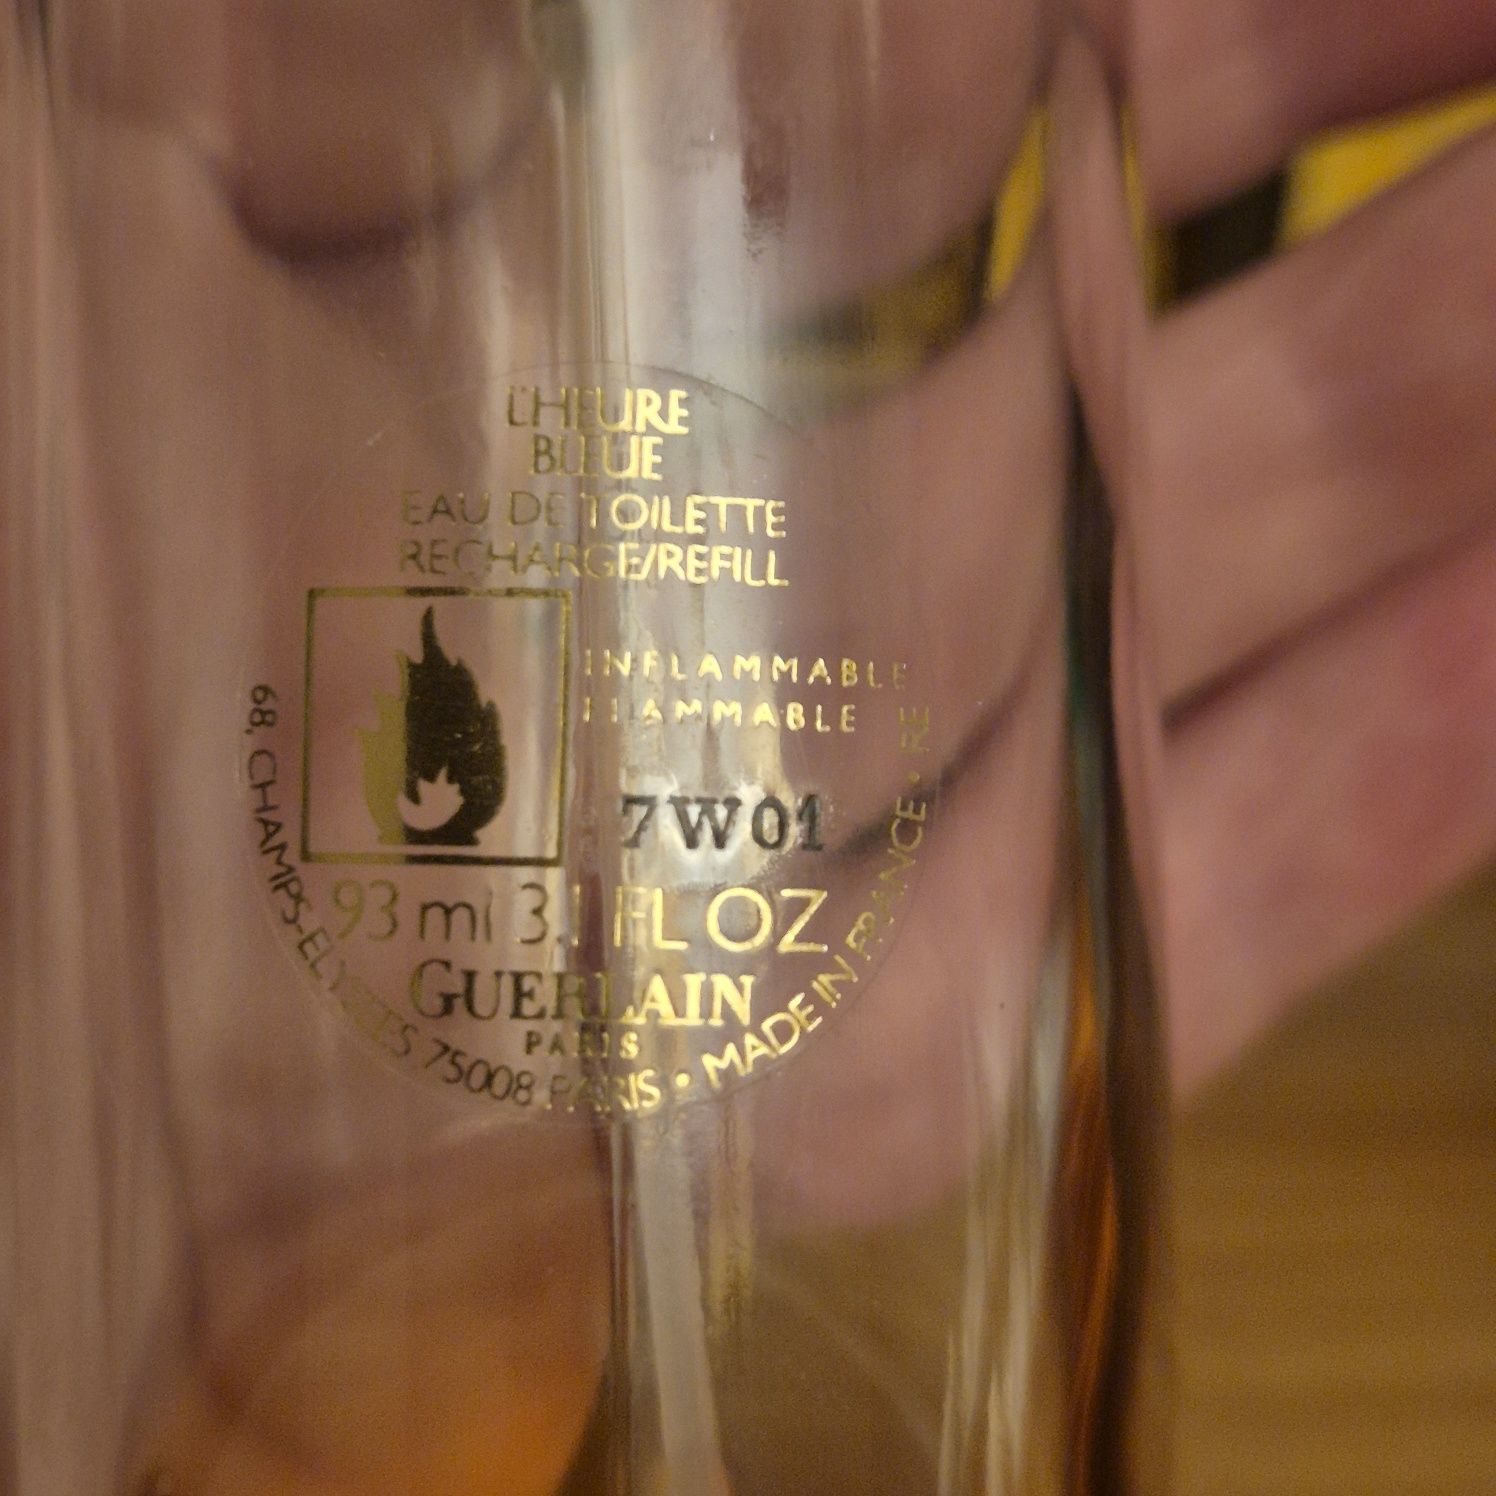 L'HEURE
BLEUE
EAU DE TOILETTE
RECHARGE/REFILL
INFLAMMABLE
FLAMMABLE
7W01
93 ml 3.1 FL OZ
GUERLAIN
PARIS
68, CHAMPS-ELYSEES 75008 PARIS • MADE IN FRANCE • RE